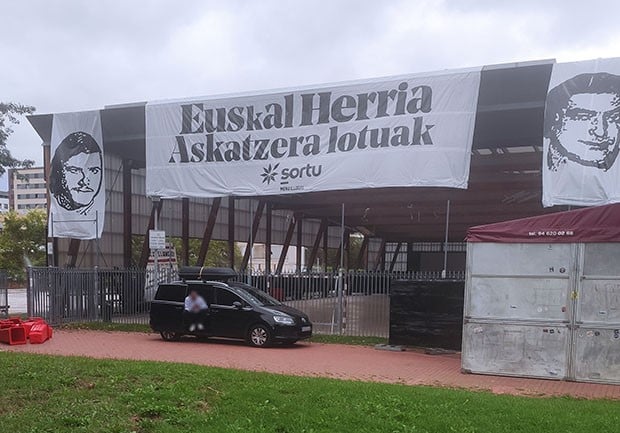 Euskal Herria
Askatzera lotuak
sortu